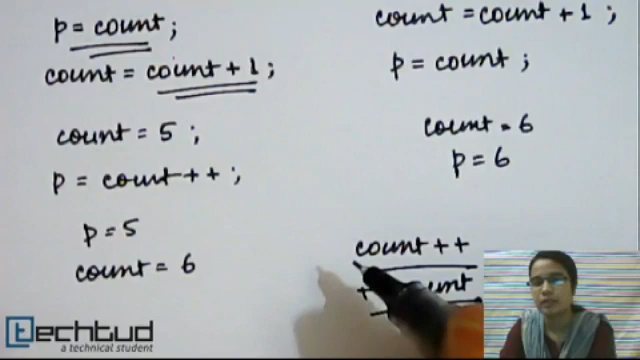 p = count ;
count = count + 1 ;
count = 5 ;
p = count ++ ;
p = 5
count = 6
count = count + 1 ;
p = count ;
count = 6
p = 6
count ++
techtud
a technical student